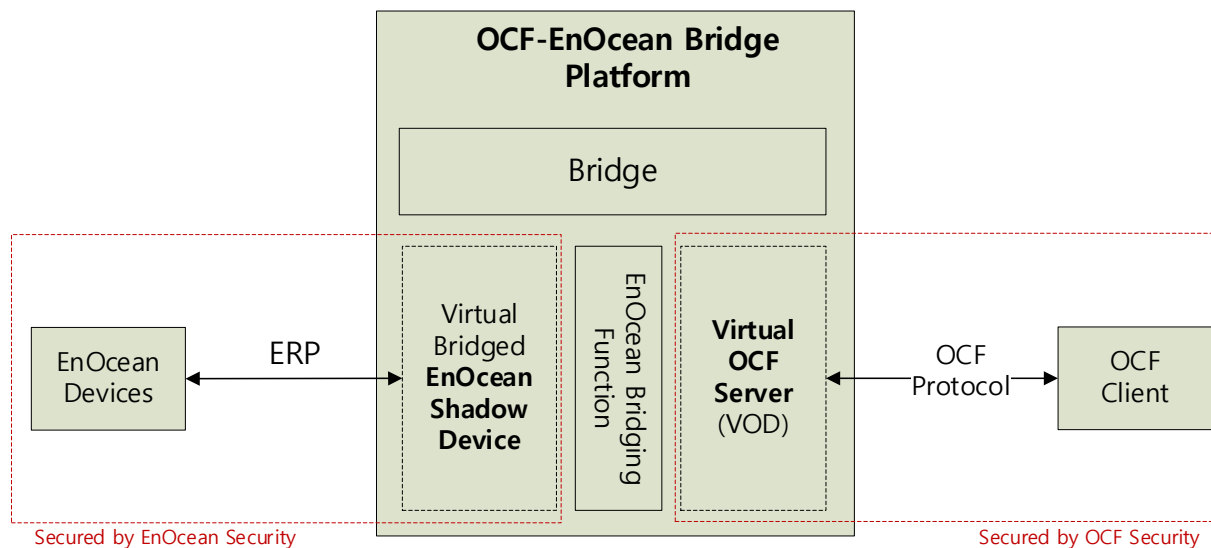 OCF-EnOcean Bridge
Platform
Bridge
EnOcean
Devices
ERP
Virtual
Bridged
EnOcean
Shadow
Device
EnOcean Bridging
Function
Virtual
OCF
Server
(VOD)
OCF
Protocol
OCF
Client
Secured by EnOcean Security
Secured by OCF Security